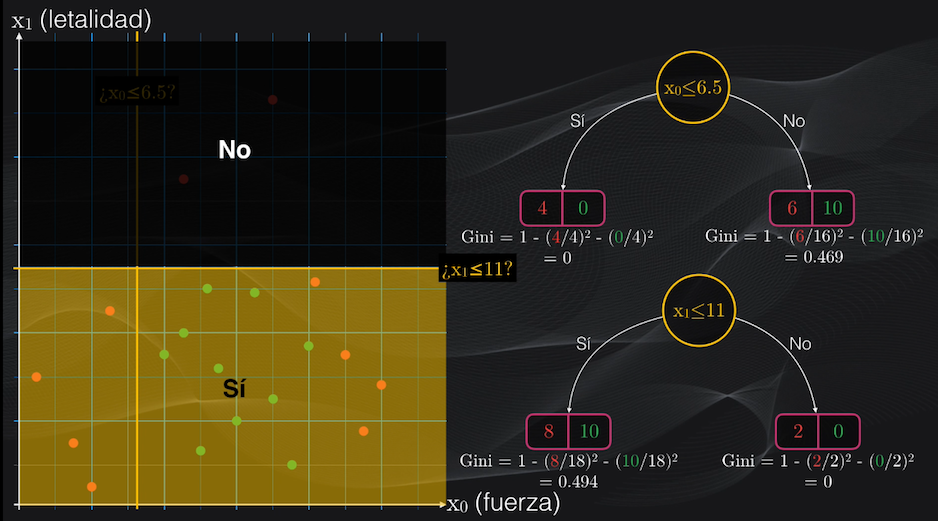 x₁ (letalidad)
¿x₀≤6.5?
No
¿x₁≤11?
Sí
x₀ (fuerza)
x₀≤6.5
Sí
No
4 0
6 10
Gini = 1 - (4/4)² - (0/4)²
= 0
Gini = 1 - (6/16)² - (10/16)²
= 0.469
x₁≤11
Sí
No
8 10
2 0
Gini = 1 - (8/18)² - (10/18)²
= 0.494
Gini = 1 - (2/2)² - (0/2)²
= 0